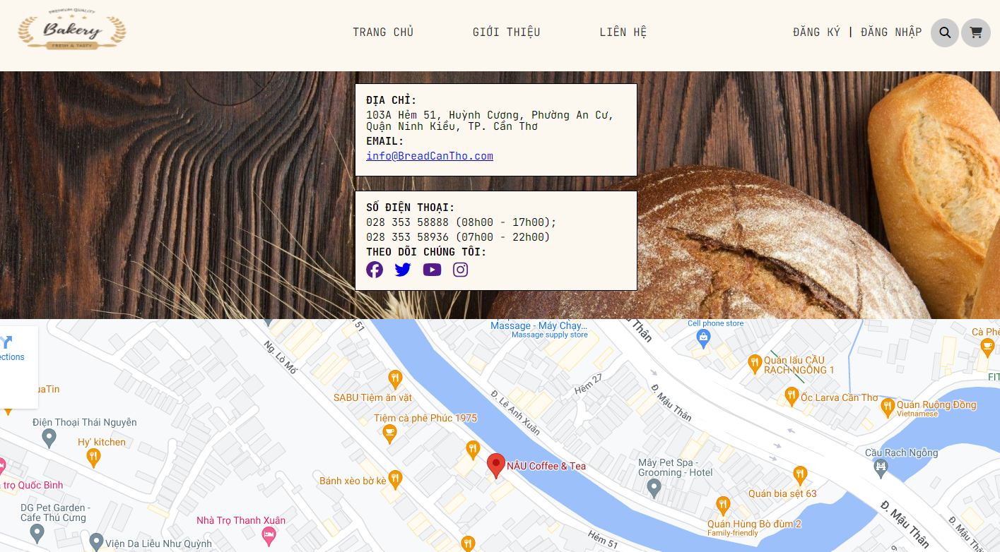 PREMIUM QUALITY
Bakery
FRESH & TASTY
TRANG CHỦ
GIỚI THIỆU
LIÊN HỆ
ĐĂNG KÝ | ĐĂNG NHẬP
ĐỊA CHỈ:
103A Hẻm 51, Huỳnh Cương, Phường An Cư,
Quận Ninh Kiều, TP. Cần Thơ
EMAIL:
info@BreadCanTho.com
SỐ ĐIỆN THOẠI:
028 353 58888 (08h00 - 17h00);
028 353 58936 (07h00 - 22h00)
THEO DÕI CHÚNG TÔI:
51
Massage - Máy Chạy...
Massage supply store
u Thân
Cell phone store
Cà Phê
ections
Ng. Lò Mổ
Quán lẩu CẦU
RẠCH NGỖNG 1
FIT
uaTin
SABU Tiệm ăn vặt
Hẻm 27
Đ. Lê Anh Xuân
Đ. Mậu Thân
Ốc Larva Cần Thơ
Quán Ruộng Đồng
Vietnamese
Điện Thoại Thái Nguyễn
Tiệm cà phê Phúc 1975
Hy' kitchen
Cầu Rạch Ngỗng
NÂU Coffee & Tea
Mây Pet Spa -
Grooming - Hotel
trọ Quốc Bình
Bánh xèo bờ kè
Quán bia sệt 63
DG Pet Garden -
Cafe Thú Cưng
Nhà Trọ Thanh Xuân
Quán Hùng Bò đùm 2
Family-friendly
Đ. Mậu Thân
Viện Da Liễu Như Quỳnh
Hẻm 51
9